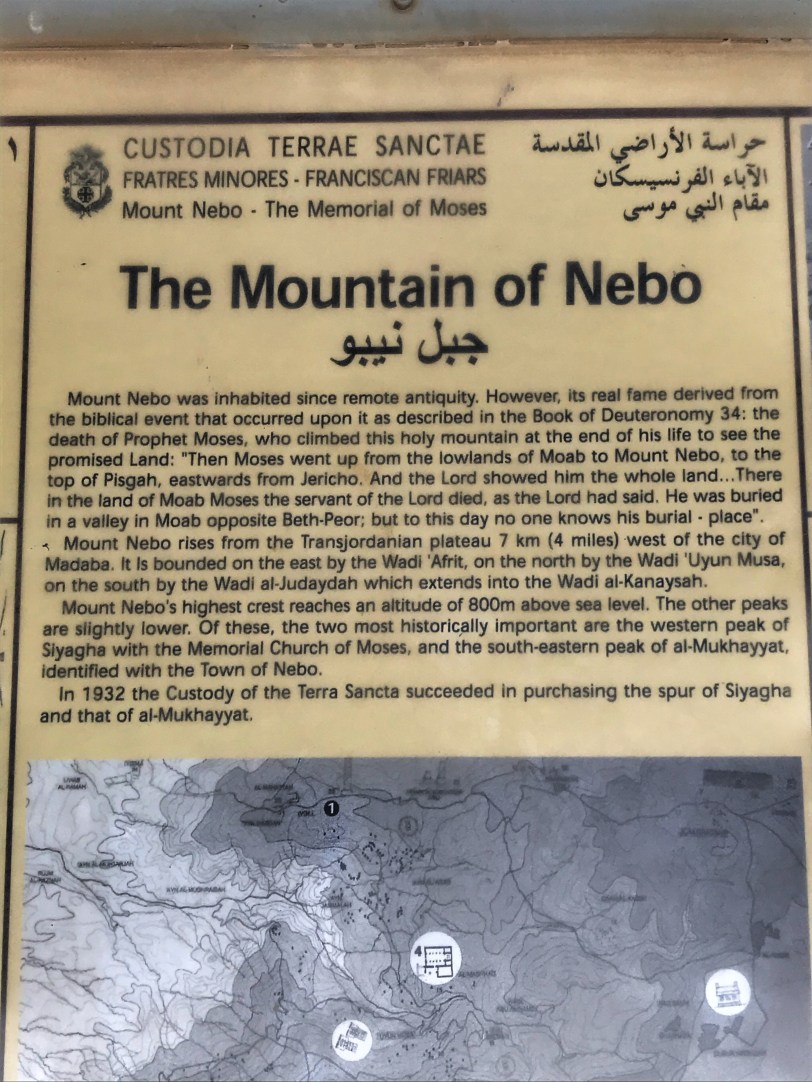 ١
CUSTODIA TERRAE SANCTAE
FRATRES MINORES - FRANCISCAN FRIARS
Mount Nebo - The Memorial of Moses
حراسة الأراضي المقدسة
الآباء الفرنسيسكان
مقام النبي موسى
The Mountain of Nebo
جبل نيبو
Mount Nebo was inhabited since remote antiquity. However, its real fame derived from
the biblical event that occurred upon it as described in the Book of Deuteronomy 34: the
death of Prophet Moses, who climbed this holy mountain at the end of his life to see the
promised Land: "Then Moses went up from the lowlands of Moab to Mount Nebo, to the
top of Pisgah, eastwards from Jericho. And the Lord showed him the whole land...There
in the land of Moab Moses the servant of the Lord died, as the Lord had said. He was buried
in a valley in Moab opposite Beth-Peor; but to this day no one knows his burial - place".
Mount Nebo rises from the Transjordanian plateau 7 km (4 miles) west of the city of
Madaba. It Is bounded on the east by the Wadi 'Afrit, on the north by the Wadi 'Uyun Musa,
on the south by the Wadi al-Judaydah which extends into the Wadi al-Kanaysah.
Mount Nebo's highest crest reaches an altitude of 800m above sea level. The other peaks
are slightly lower. Of these, the two most historically important are the western peak of
Siyagha with the Memorial Church of Moses, and the south-eastern peak of al-Mukhayyat,
identified with the Town of Nebo.
In 1932 the Custody of the Terra Sancta succeeded in purchasing the spur of Siyagha
and that of al-Mukhayyat.
1
4